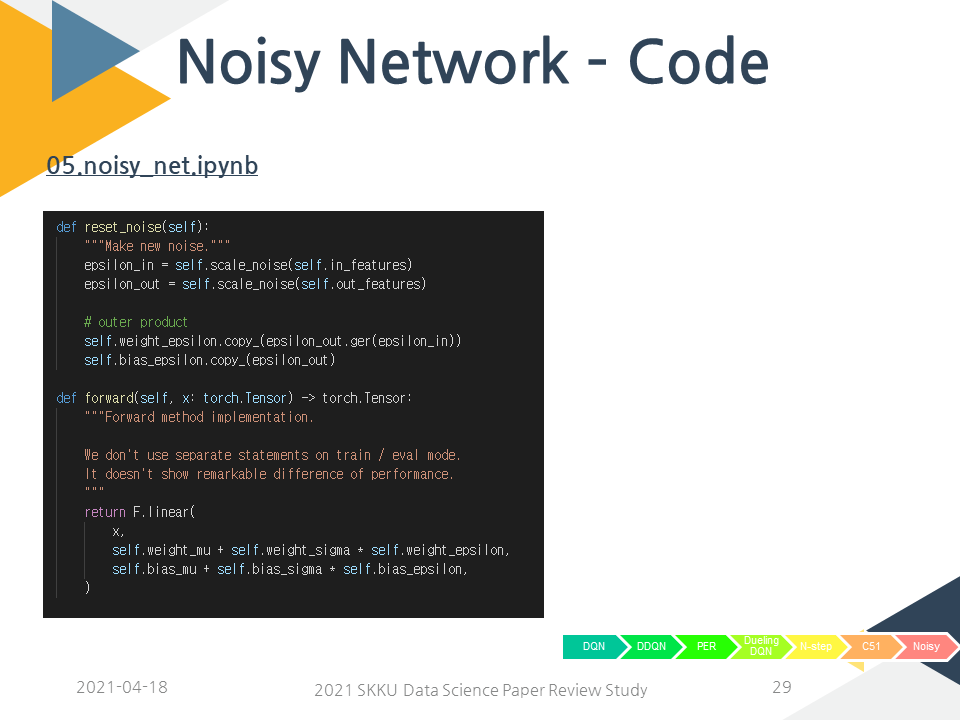 Noisy Network - Code
05.noisy_net.ipynb
def reset_noise(self):
"""Make new noise."""
epsilon_in = self.scale_noise(self.in_features)
epsilon_out = self.scale_noise(self.out_features)
# outer product
self.weight_epsilon.copy_(epsilon_out.ger(epsilon_in))
self.bias_epsilon.copy_(epsilon_out)
def forward(self, x: torch.Tensor) -> torch.Tensor:
"""Forward method implementation.
We don't use separate statements on train / eval mode.
It doesn't show remarkable difference of performance.
"""
return F.linear(
x,
self.weight_mu + self.weight_sigma * self.weight_epsilon,
self.bias_mu + self.bias_sigma * self.bias_epsilon,
)
DQN
DDQN
PER
Dueling
DQN
N-step
C51
Noisy
2021-04-18
2021 SKKU Data Science Paper Review Study
29